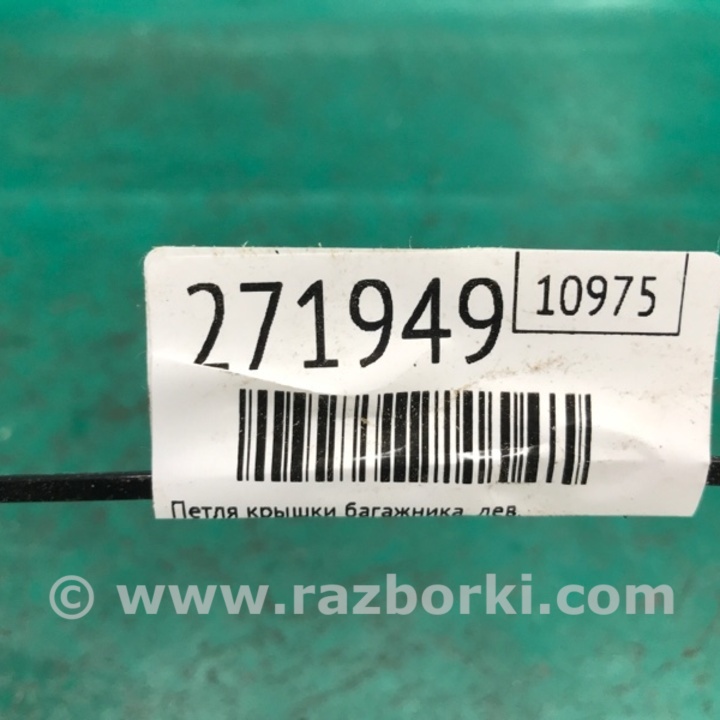 271949
10975
Петля крышки багажника, лев.
© www.razborki.com